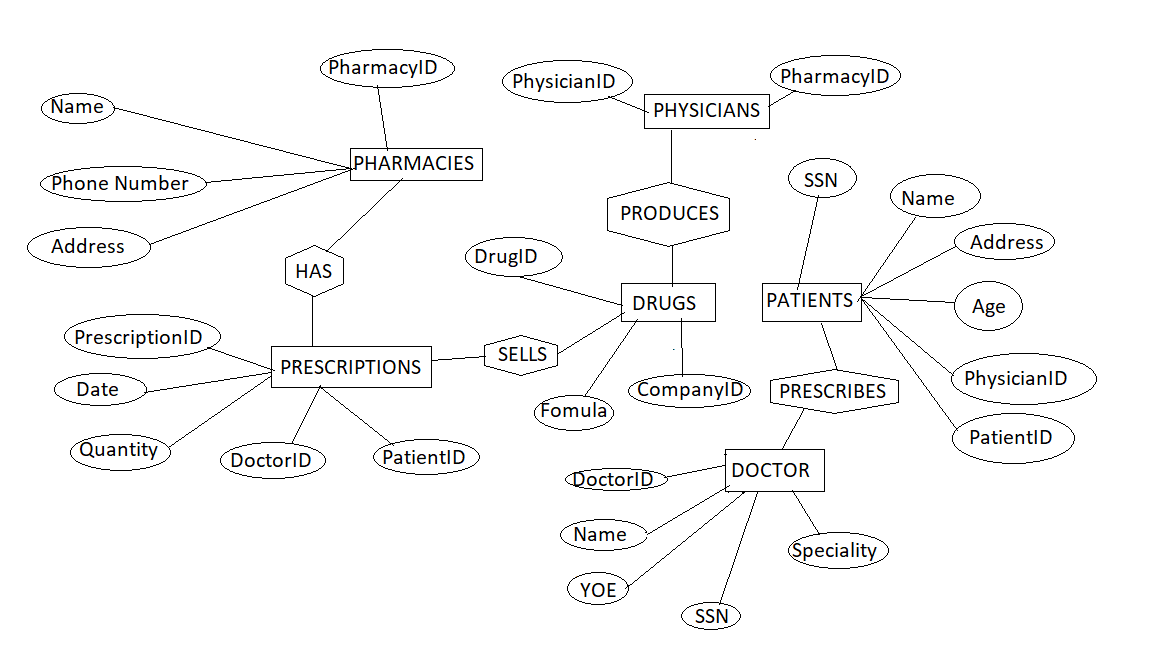 PharmacyID
PhysicianID
PharmacyID
Name
PHYSICIANS
PHARMACIES
Phone Number
SSN
Name
PRODUCES
Address
Address
DrugID
HAS
DRUGS
PATIENTS
Age
PrescriptionID
SELLS
PRESCRIPTIONS
PhysicianID
Date
CompanyID
PRESCRIBES
Fomula
PatientID
Quantity
DoctorID
PatientID
DOCTOR
DoctorID
Name
Speciality
YOE
SSN